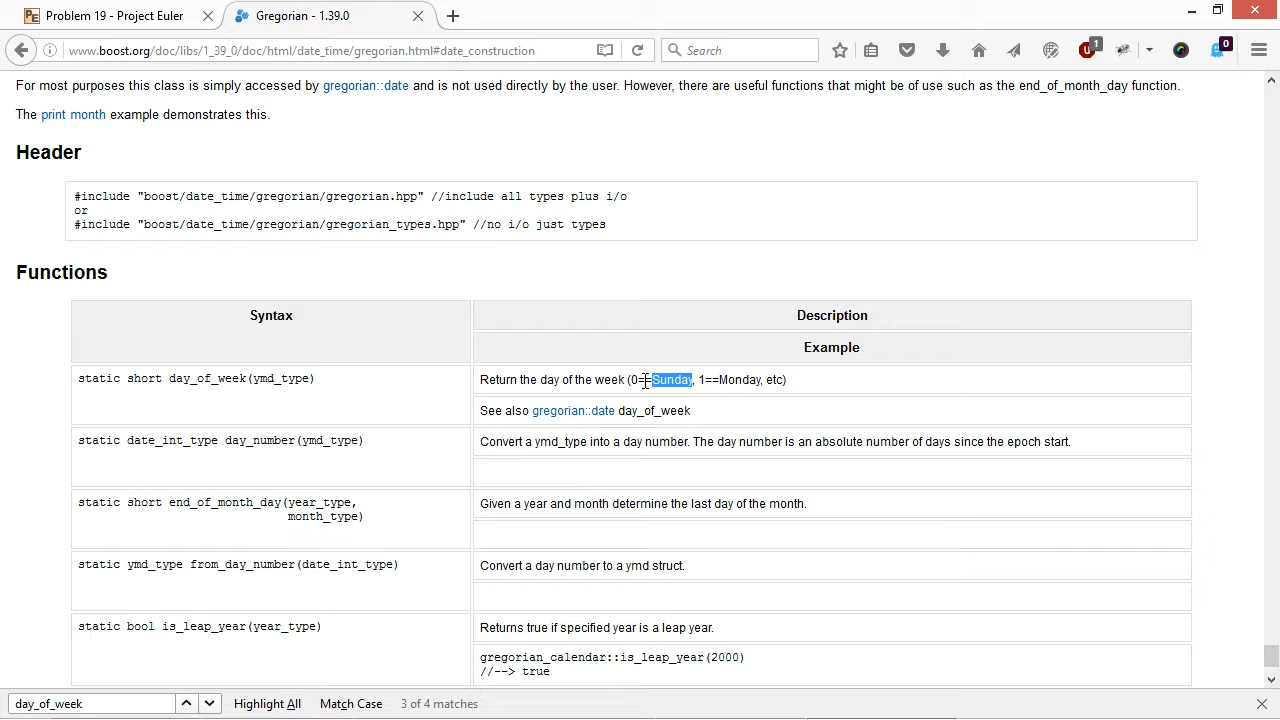 Problem 19 - Project Euler
Gregorian - 1.39.0
www.boost.org/doc/libs/1_39_0/doc/html/date_time/gregorian.html#date_construction
Search
1
0
For most purposes this class is simply accessed by gregorian::date and is not used directly by the user. However, there are useful functions that might be of use such as the end_of_month_day function.
The print month example demonstrates this.
Header
#include "boost/date_time/gregorian/gregorian.hpp" //include all types plus i/o
or
#include "boost/date_time/gregorian/gregorian_types.hpp" //no i/o just types
Functions
Syntax
Description
Example
static short day_of_week(ymd_type)
Return the day of the week (0==Sunday, 1==Monday, etc)
See also gregorian::date day_of_week
static date_int_type day_number(ymd_type)
Convert a ymd_type into a day number. The day number is an absolute number of days since the epoch start.
static short end_of_month_day(year_type,
month_type)
Given a year and month determine the last day of the month.
static ymd_type from_day_number(date_int_type)
Convert a day number to a ymd struct.
static bool is_leap_year(year_type)
Returns true if specified year is a leap year.
gregorian_calendar::is_leap_year(2000)
//--> true
day_of_week
Highlight All
Match Case
3 of 4 matches